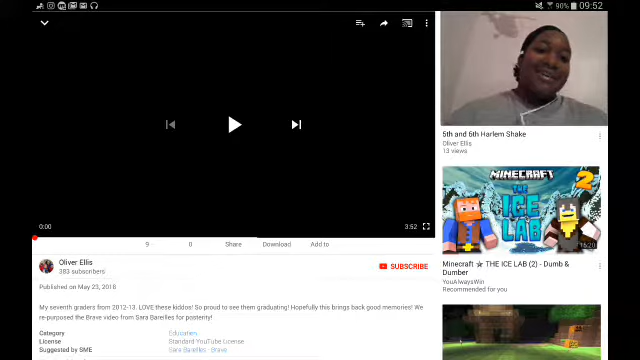 90% 09:52
0:00
3:52
9 0 Share Download Add to
Oliver Ellis
383 subscribers
SUBSCRIBE
Published on May 23, 2018
My seventh graders from 2012-13. LOVE these kiddos! So proud to see them graduating! Hopefully this brings back good memories! We
re-purposed the Brave video from Sara Bareilles for posterity!
Category Education
License Standard YouTube License
Suggested by SME Sara Bareilles - Brave
5th and 6th Harlem Shake
Oliver Ellis
13 views
MINECRAFT 2
THE
ICE
LAB
15:20
Minecraft ★ THE ICE LAB (2) - Dumb &
Dumber
YouAlwaysWin
Recommended for you